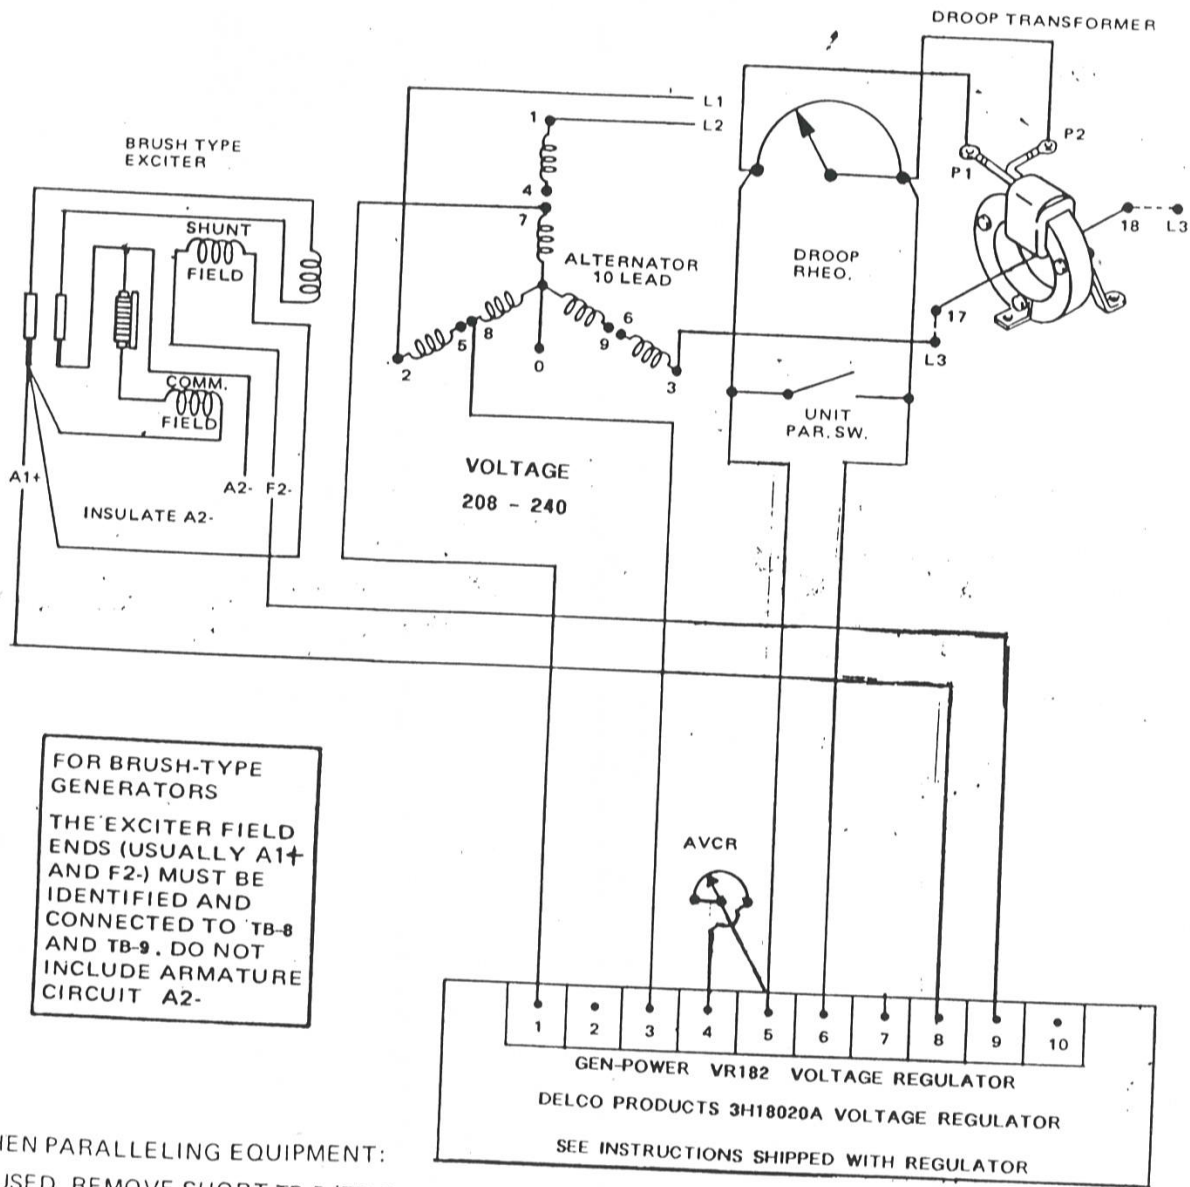 DROOP TRANSFORMER
L1
L2
1
P1
P2
BRUSH TYPE
EXCITER
4
7
SHUNT
FIELD
ALTERNATOR
10 LEAD
DROOP
RHEO.
18
L3
17
L3
5
8
6
9
0
2
3
COMM.
FIELD
UNIT
PAR. SW.
A1+
A2-
F2-
INSULATE A2-
VOLTAGE
208 - 240
FOR BRUSH-TYPE
GENERATORS
THE EXCITER FIELD
ENDS (USUALLY A1+
AND F2-) MUST BE
IDENTIFIED AND
CONNECTED TO TB-8
AND TB-9. DO NOT
INCLUDE ARMATURE
CIRCUIT A2-
AVCR
1 2 3 4 5 6 7 8 9 10
GEN-POWER VR182 VOLTAGE REGULATOR
DELCO PRODUCTS 3H18020A VOLTAGE REGULATOR
SEE INSTRUCTIONS SHIPPED WITH REGULATOR
PARALLELING EQUIPMENT:
REMOVE SHORT